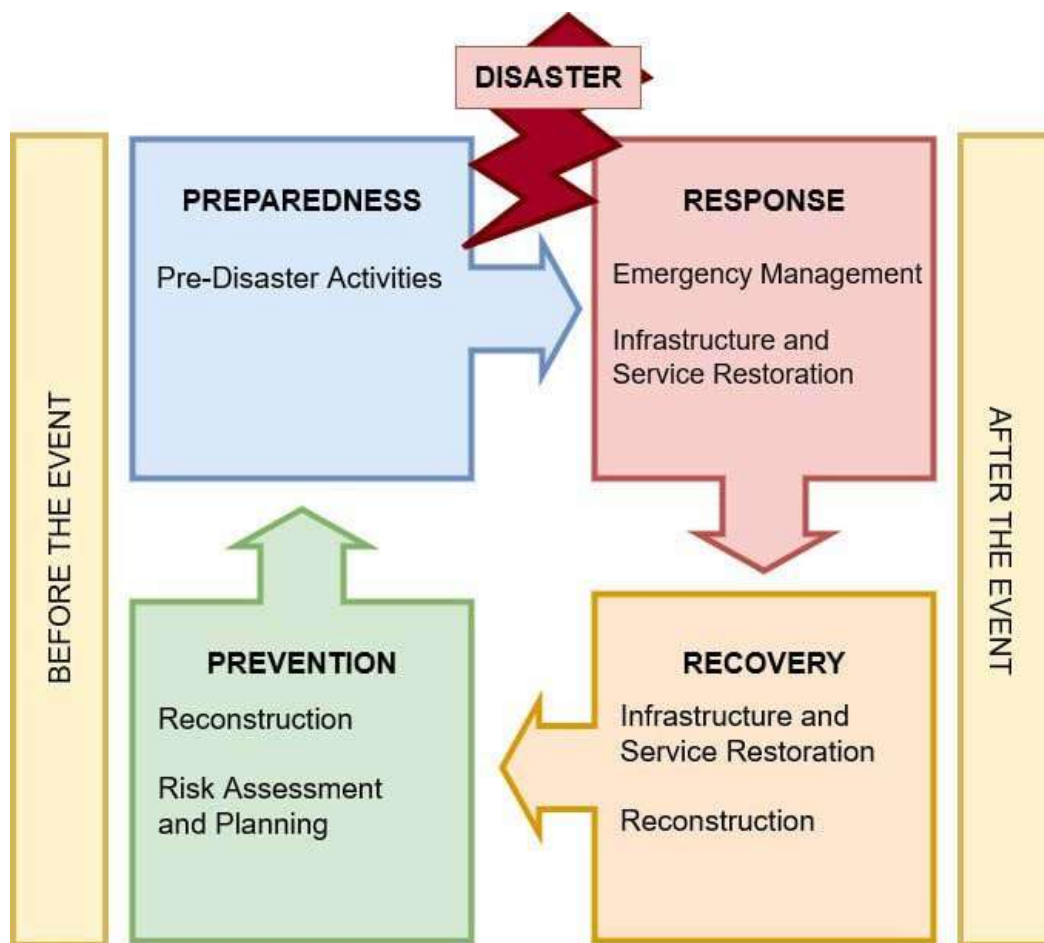 DISASTER
BEFORE THE EVENT
PREPAREDNESS
Pre-Disaster Activities
RESPONSE
Emergency Management
Infrastructure and
Service Restoration
AFTER THE EVENT
PREVENTION
Reconstruction
Risk Assessment
and Planning
RECOVERY
Infrastructure and
Service Restoration
Reconstruction